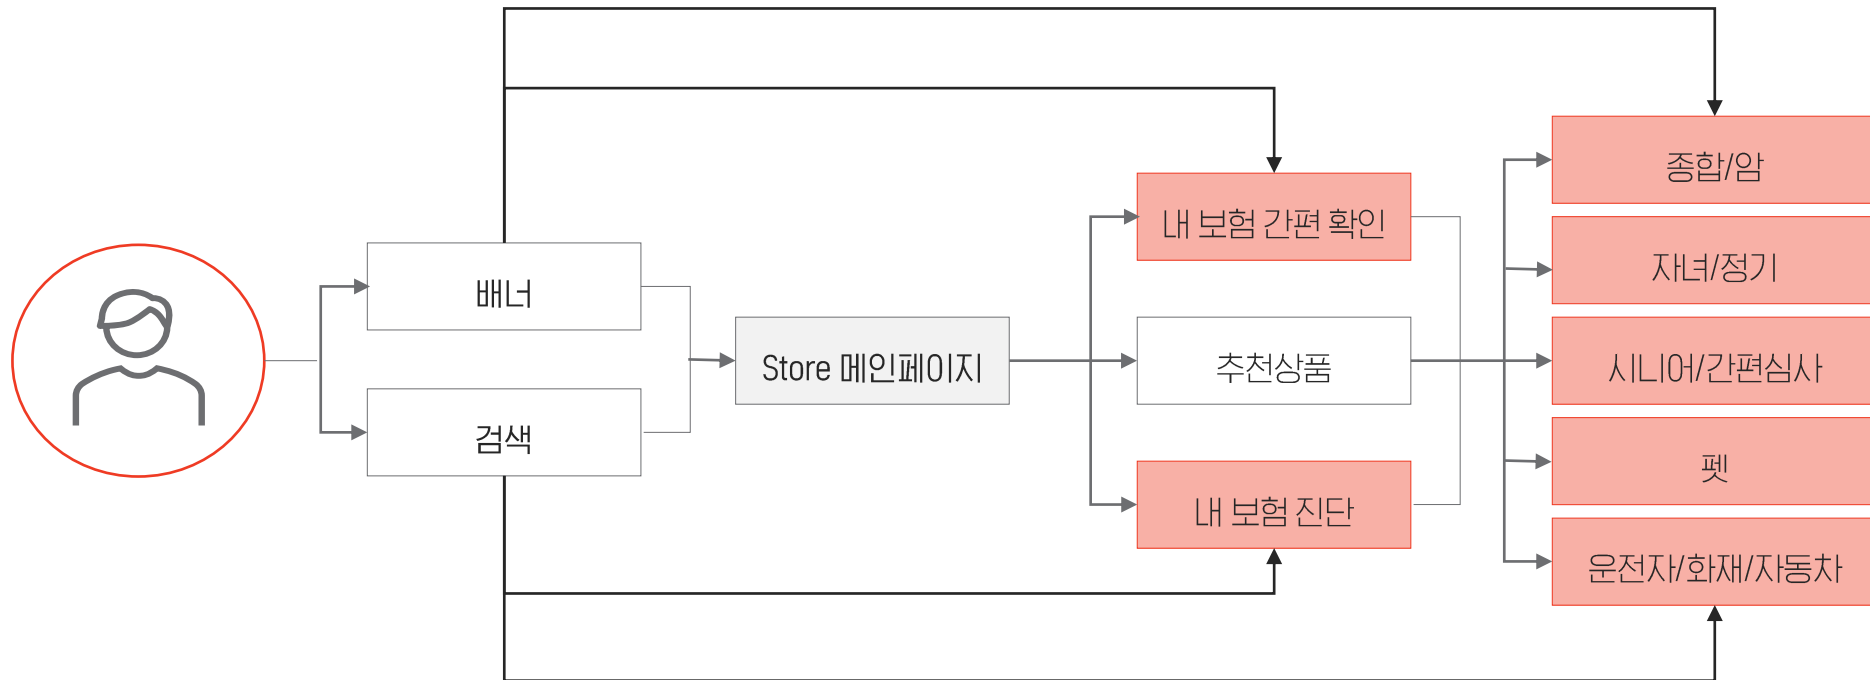 배너
검색
Store 메인페이지
내 보험 간편 확인
추천상품
내 보험 진단
종합/암
자녀/정기
시니어/간편심사
펫
운전자/화재/자동차